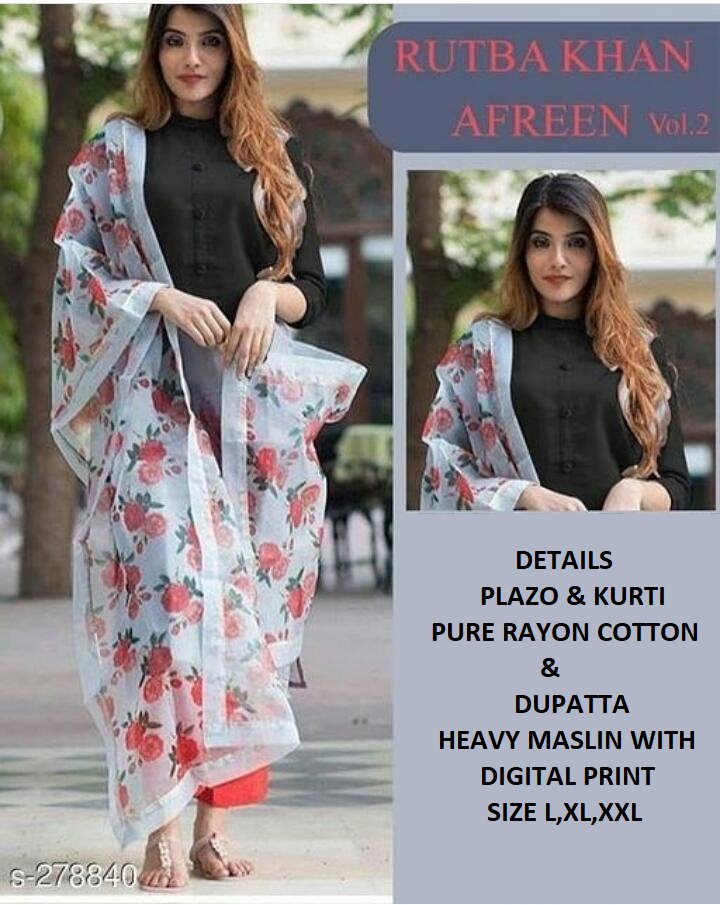 RUTBA KHAN
AFREEN Vol.2
DETAILS
PLAZO & KURTI
PURE RAYON COTTON
&
DUPATTA
HEAVY MASLIN WITH
DIGITAL PRINT
SIZE L,XL,XXL
s-278840